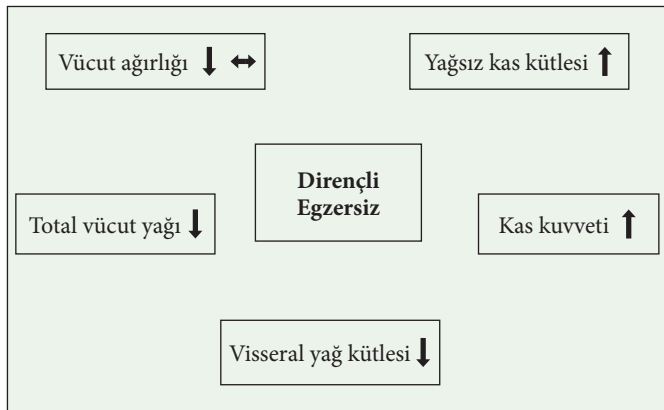 Vücut ağırlığı ↓ ↔
Yağsız kas kütlesi ↑
Dirençli
Egzersiz
Total vücut yağı ↓
Kas kuvveti ↑
Visseral yağ kütlesi ↓